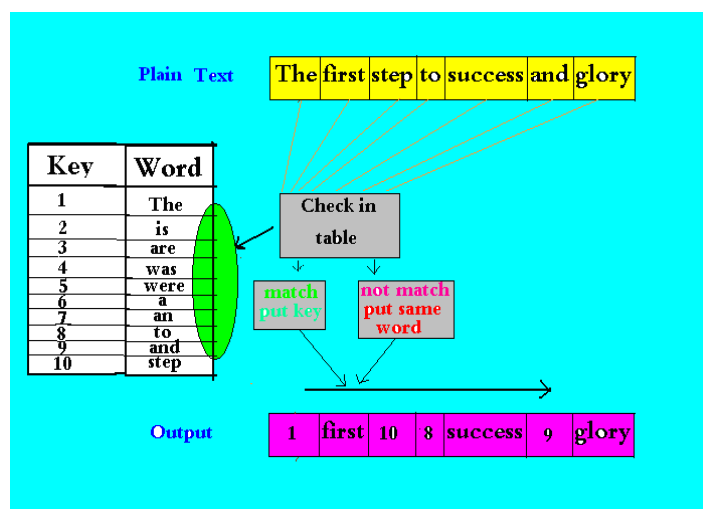 Plain Text
The first step to success and glory
Key Word
1 The
2 is
3 are
4 was
5 were
6 a
7 an
8 to
9 and
10 step
Check in
table
match
put key
not match
put same
word
Output
1 first 10 8 success 9 glory